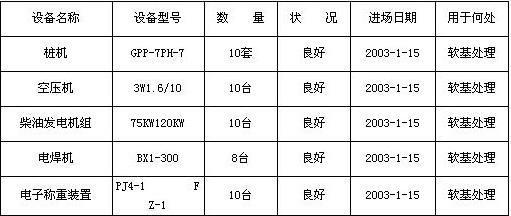 设备名称 设备型号 数 量 状 况 进场日期 用于何处
桩机 GPP-7PH-7 10套 良好 2003-1-15 软基处理
空压机 3W1.6/10 10台 良好 2003-1-15 软基处理
柴油发电机组 75KW120KW 10台 良好 2003-1-15 软基处理
电焊机 BX1-300 8台 良好 2003-1-15 软基处理
电子称重装置 PJ4-1 F
Z-1 10台 良好 2003-1-15 软基处理